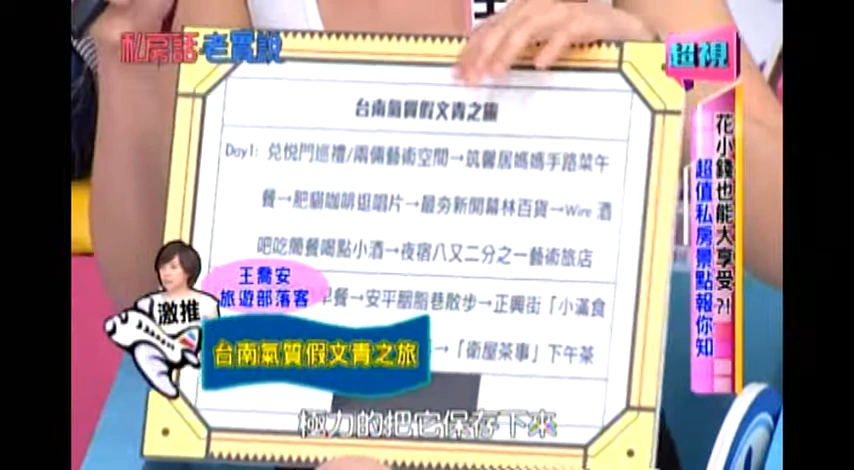 私房話老實說
超視
台南氣質假文青之旅
Day1: 兌悅門巡禮/兩倆藝術空間→筑馨居媽媽手路菜午
餐→肥貓咖啡逛唱片→最夯新開幕林百貨→Wire 酒
吧吃簡餐喝點小酒→夜宿八又二分之一藝術旅店
早餐→安平胭脂巷散步→正興街「小滿食
→「衛屋茶事」下午茶
花小錢也能大享受?!
超值私房景點報你知
王喬安
旅遊部落客
激推
台南氣質假文青之旅
極力的把它保存下來